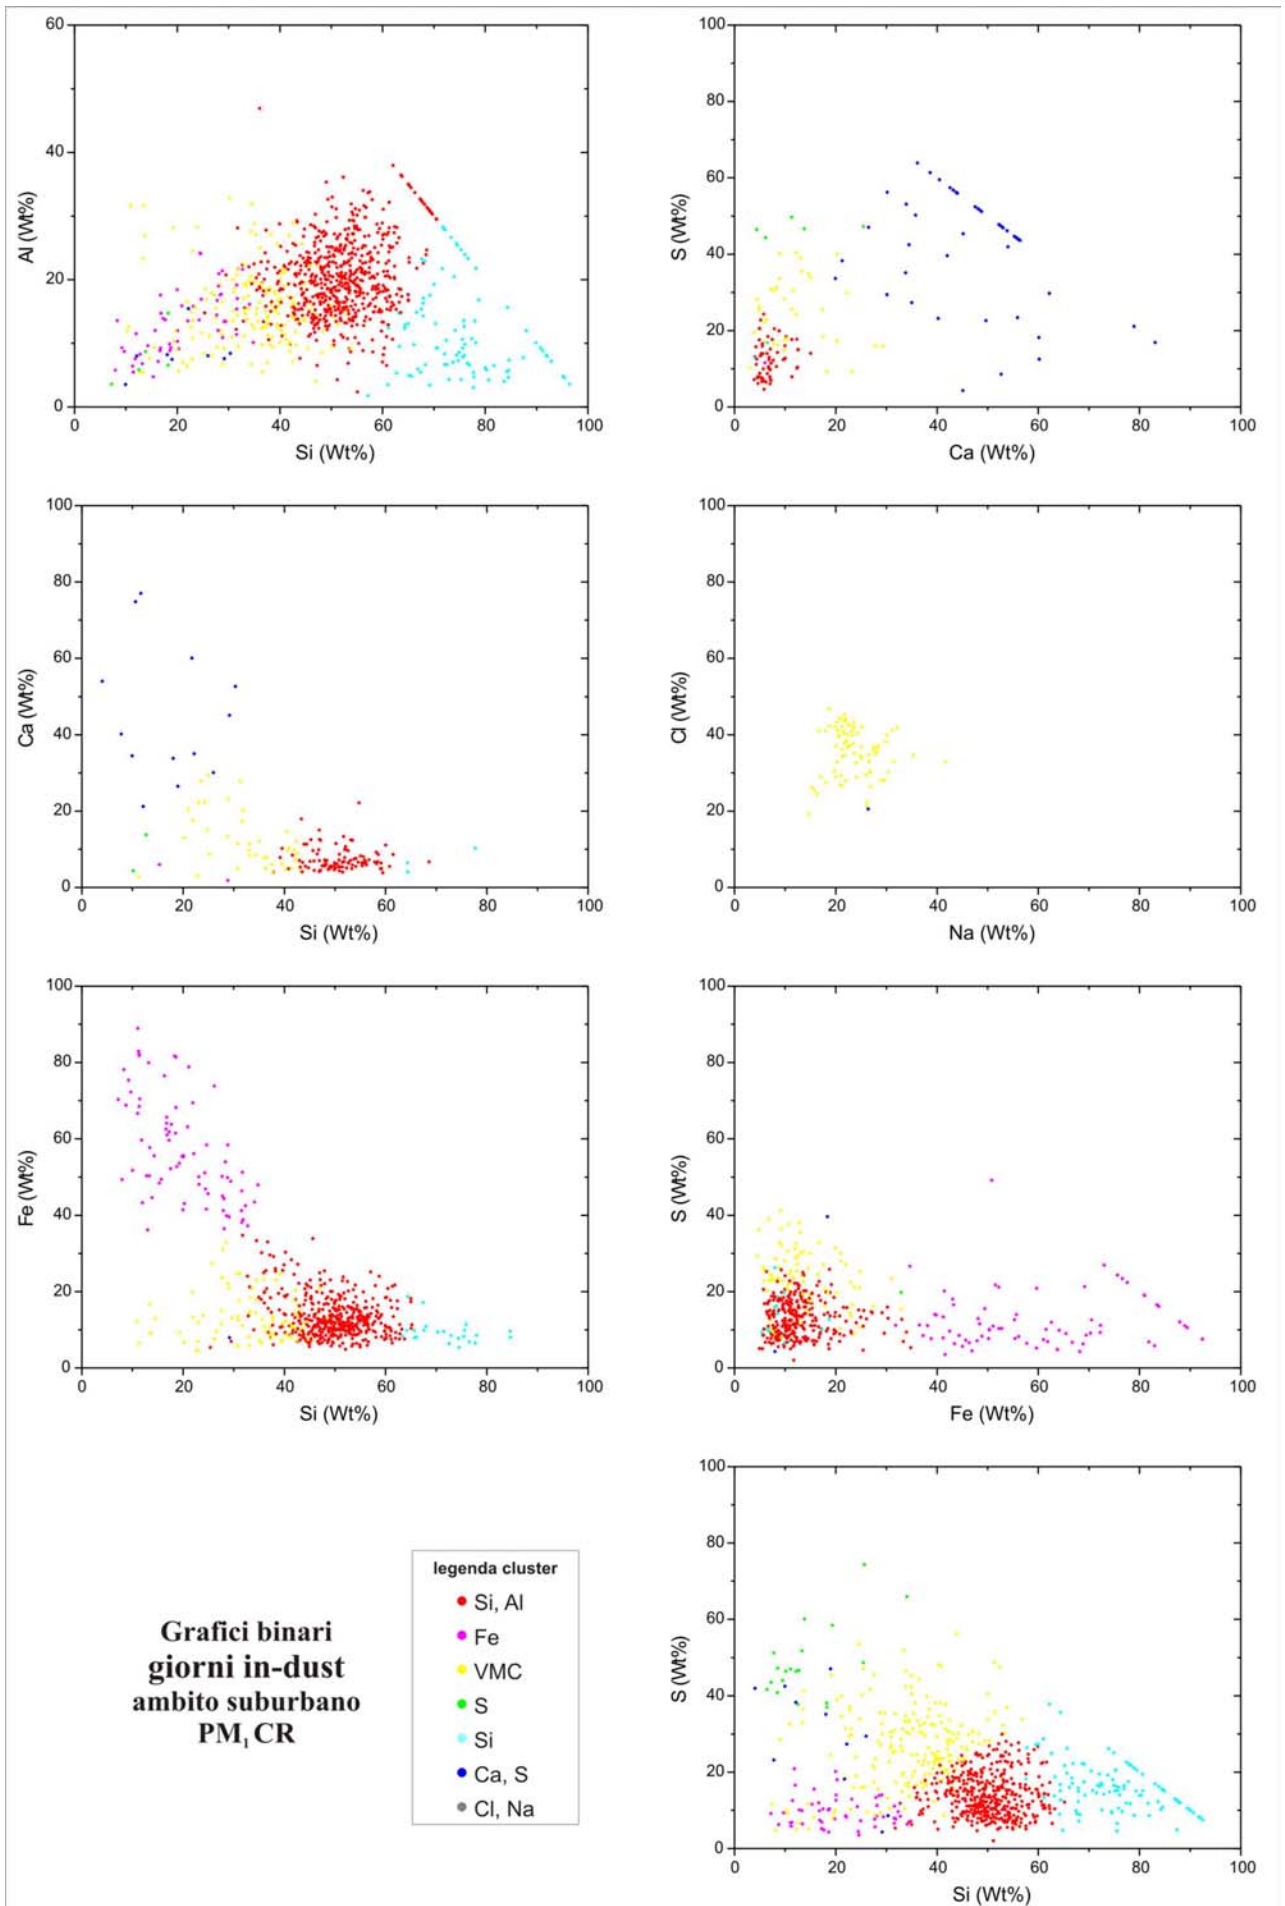 60
40
20
0
Al (Wt%)
0 20 40 60 80 100
Si (Wt%)
100
80
60
40
20
0
S (Wt%)
0 20 40 60 80 100
Ca (Wt%)
100
80
60
40
20
0
Ca (Wt%)
0 20 40 60 80 100
Si (Wt%)
100
80
60
40
20
0
Cl (Wt%)
0 20 40 60 80 100
Na (Wt%)
100
80
60
40
20
0
Fe (Wt%)
0 20 40 60 80 100
Si (Wt%)
100
80
60
40
20
0
S (Wt%)
0 20 40 60 80 100
Fe (Wt%)
Grafici binari
giorni in-dust
ambito suburbano
PM₁ CR
legenda cluster
Si, Al
Fe
VMC
S
Si
Ca, S
Cl, Na
100
80
60
40
20
0
S (Wt%)
0 20 40 60 80 100
Si (Wt%)